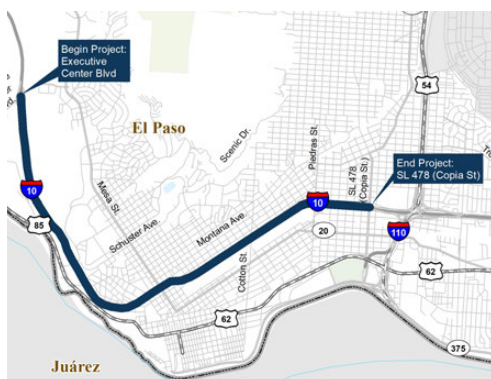 Begin Project:
Executive
Center Blvd
54
El Paso
Scenic Dr.
Piedras St.
SL 478
(Copia St.)
End Project:
SL 478 (Copia St)
10
Mesa St.
10
85
Schuster Ave.
Montana Ave.
20
110
Cotton St.
62
62
375
Juárez